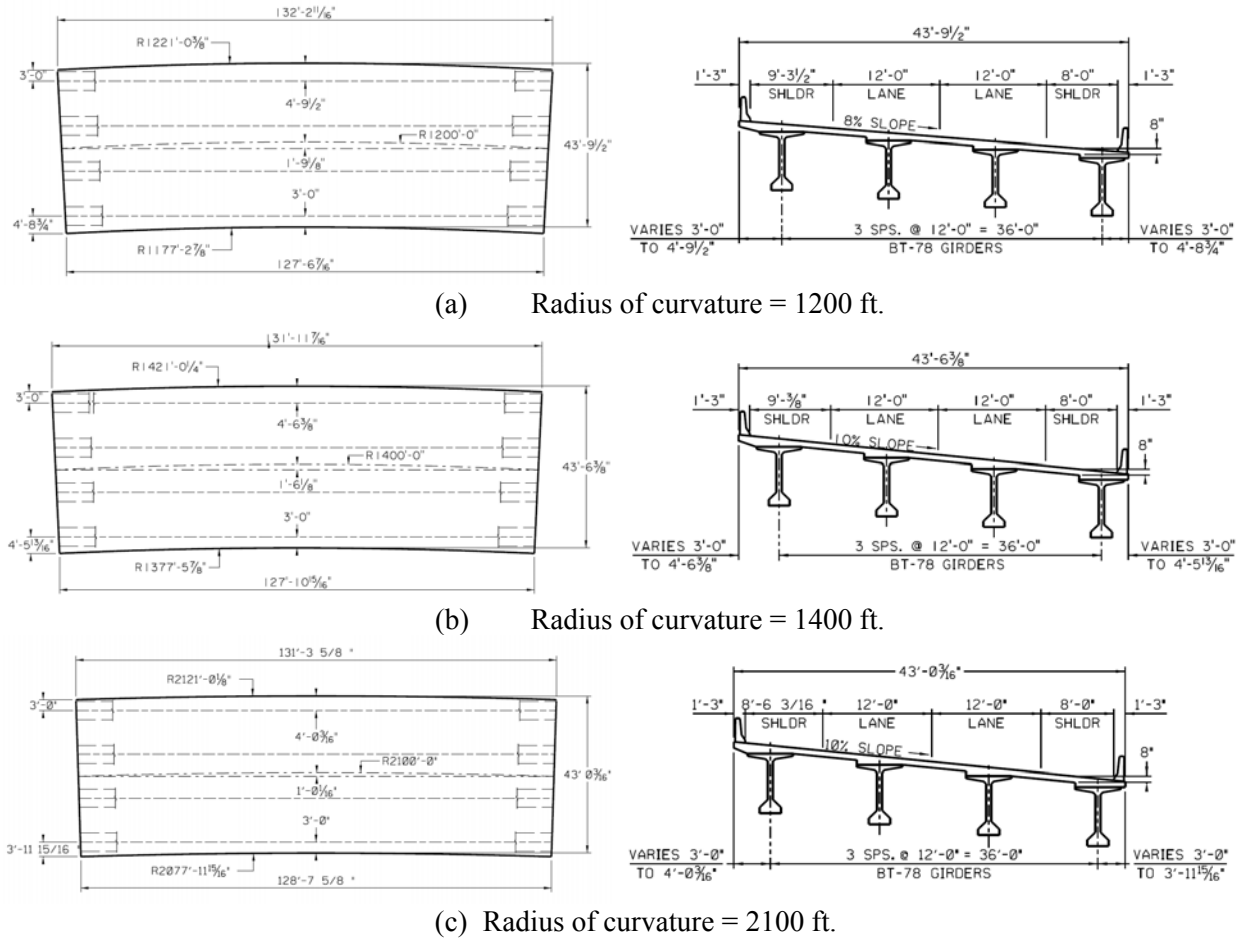 132'-2 11/16"
R1221'-0 3/8"
3'-0"
4'-9 1/2"
R1200'-0"
43'-9 1/2"
1'-9 1/8"
3'-0"
4'-8 3/4"
R1177'-2 7/8"
127'-6 7/16"
43'-9 1/2"
1'-3" 9'-3 1/2" 12'-0" 12'-0" 8'-0" 1'-3"
SHLDR LANE LANE SHLDR
8% SLOPE
8"
VARIES 3'-0" 3 SPS. @ 12'-0" = 36'-0" VARIES 3'-0"
TO 4'-9 1/2" BT-78 GIRDERS TO 4'-8 3/4"
(a) Radius of curvature = 1200 ft.
31'-11 7/16"
R1421'-0 1/4"
3'-0"
4'-6 3/8"
R1400'-0"
43'-6 3/8"
1'-6 1/8"
3'-0"
4'-5 13/16"
R1377'-5 7/8"
127'-10 15/16"
43'-6 3/8"
1'-3" 9'-3/8" 12'-0" 12'-0" 8'-0" 1'-3"
SHLDR LANE LANE SHLDR
10% SLOPE
8"
VARIES 3'-0" 3 SPS. @ 12'-0" = 36'-0" VARIES 3'-0"
TO 4'-6 3/8" BT-78 GIRDERS TO 4'-5 13/16"
(b) Radius of curvature = 1400 ft.
131'-3 5/8 "
R2121'-0 1/8"
3'-0"
4'-0 3/16"
R2100'-0"
43'0 3/16"
1'-0 1/16"
3'-0"
3'-11 15/16 "
R2077'-11 15/16"
128'-7 5/8 "
43'-0 3/16"
1'-3" 8'-6 3/16 " 12'-0" 12'-0" 8'-0" 1'-3"
SHLDR LANE LANE SHLDR
10% SLOPE
8"
VARIES 3'-0" 3 SPS. @ 12'-0" = 36'-0" VARIES 3'-0"
TO 4'-0 3/16" BT-78 GIRDERS TO 3'-11 15/16"
(c) Radius of curvature = 2100 ft.